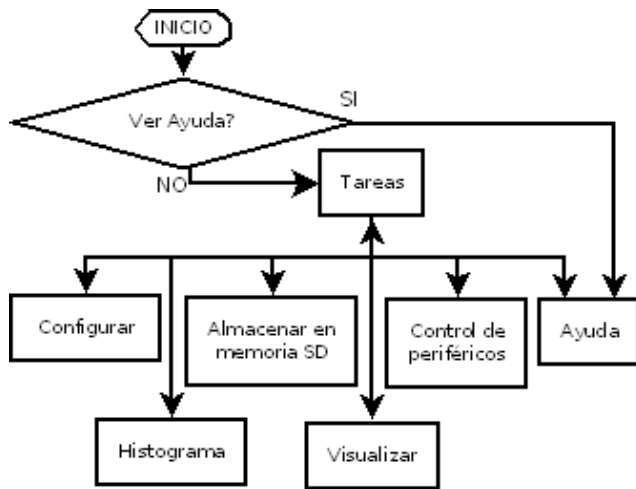 INICIO
SI
Ver Ayuda?
NO
Tareas
Configurar
Almacenar en
memoria SD
Control de
periféricos
Ayuda
Histograma
Visualizar